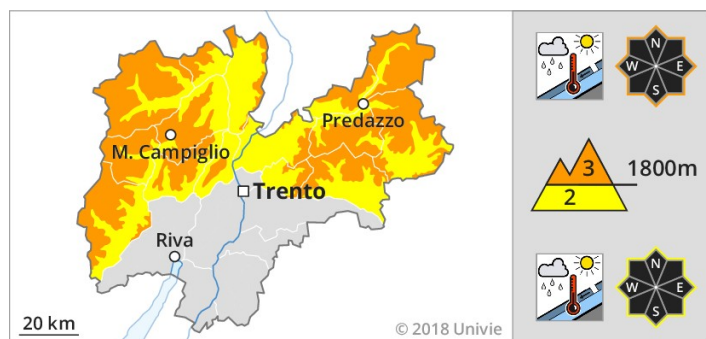 N
W E
S
Predazzo
M. Campiglio
3 1800m
2
Trento
Riva
N
W E
S
20 km
© 2018 Univie